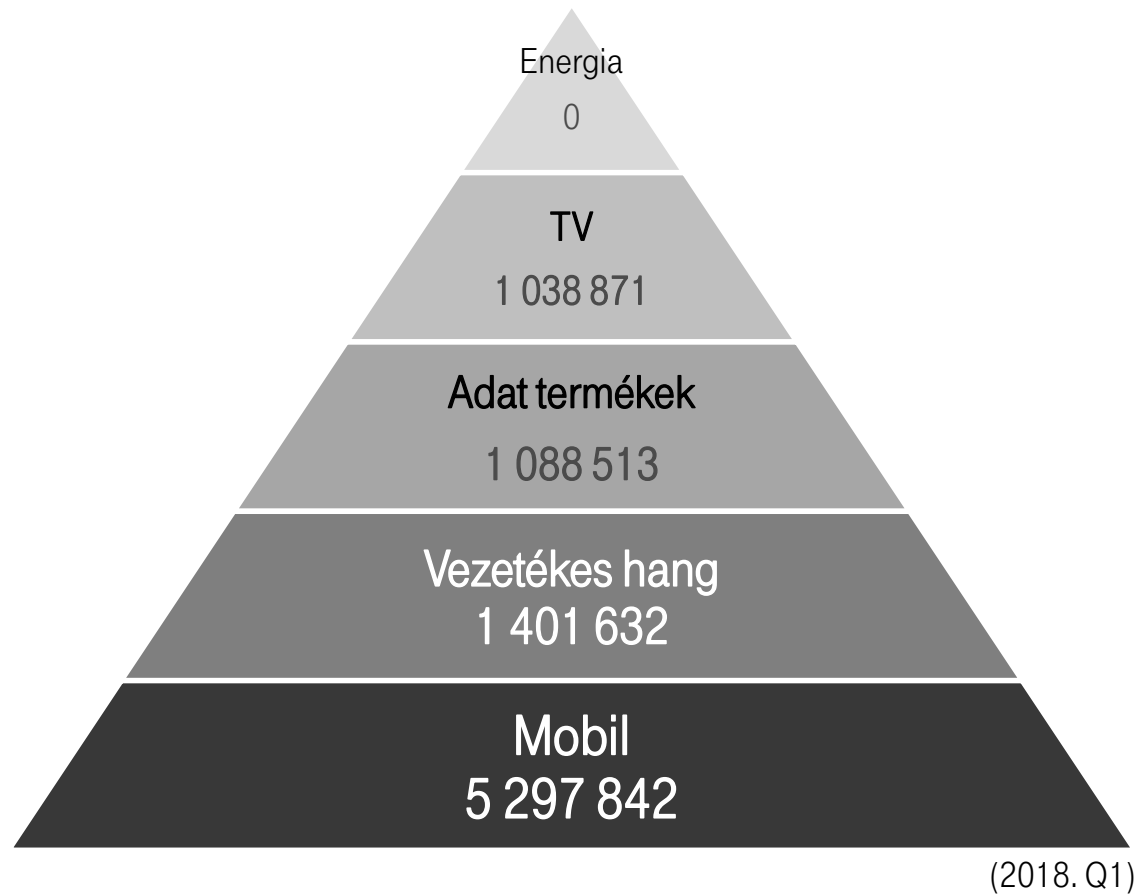 Energia
0
TV
1 038 871
Adat termékek
1 088 513
Vezetékes hang
1 401 632
Mobil
5 297 842
(2018. Q1)